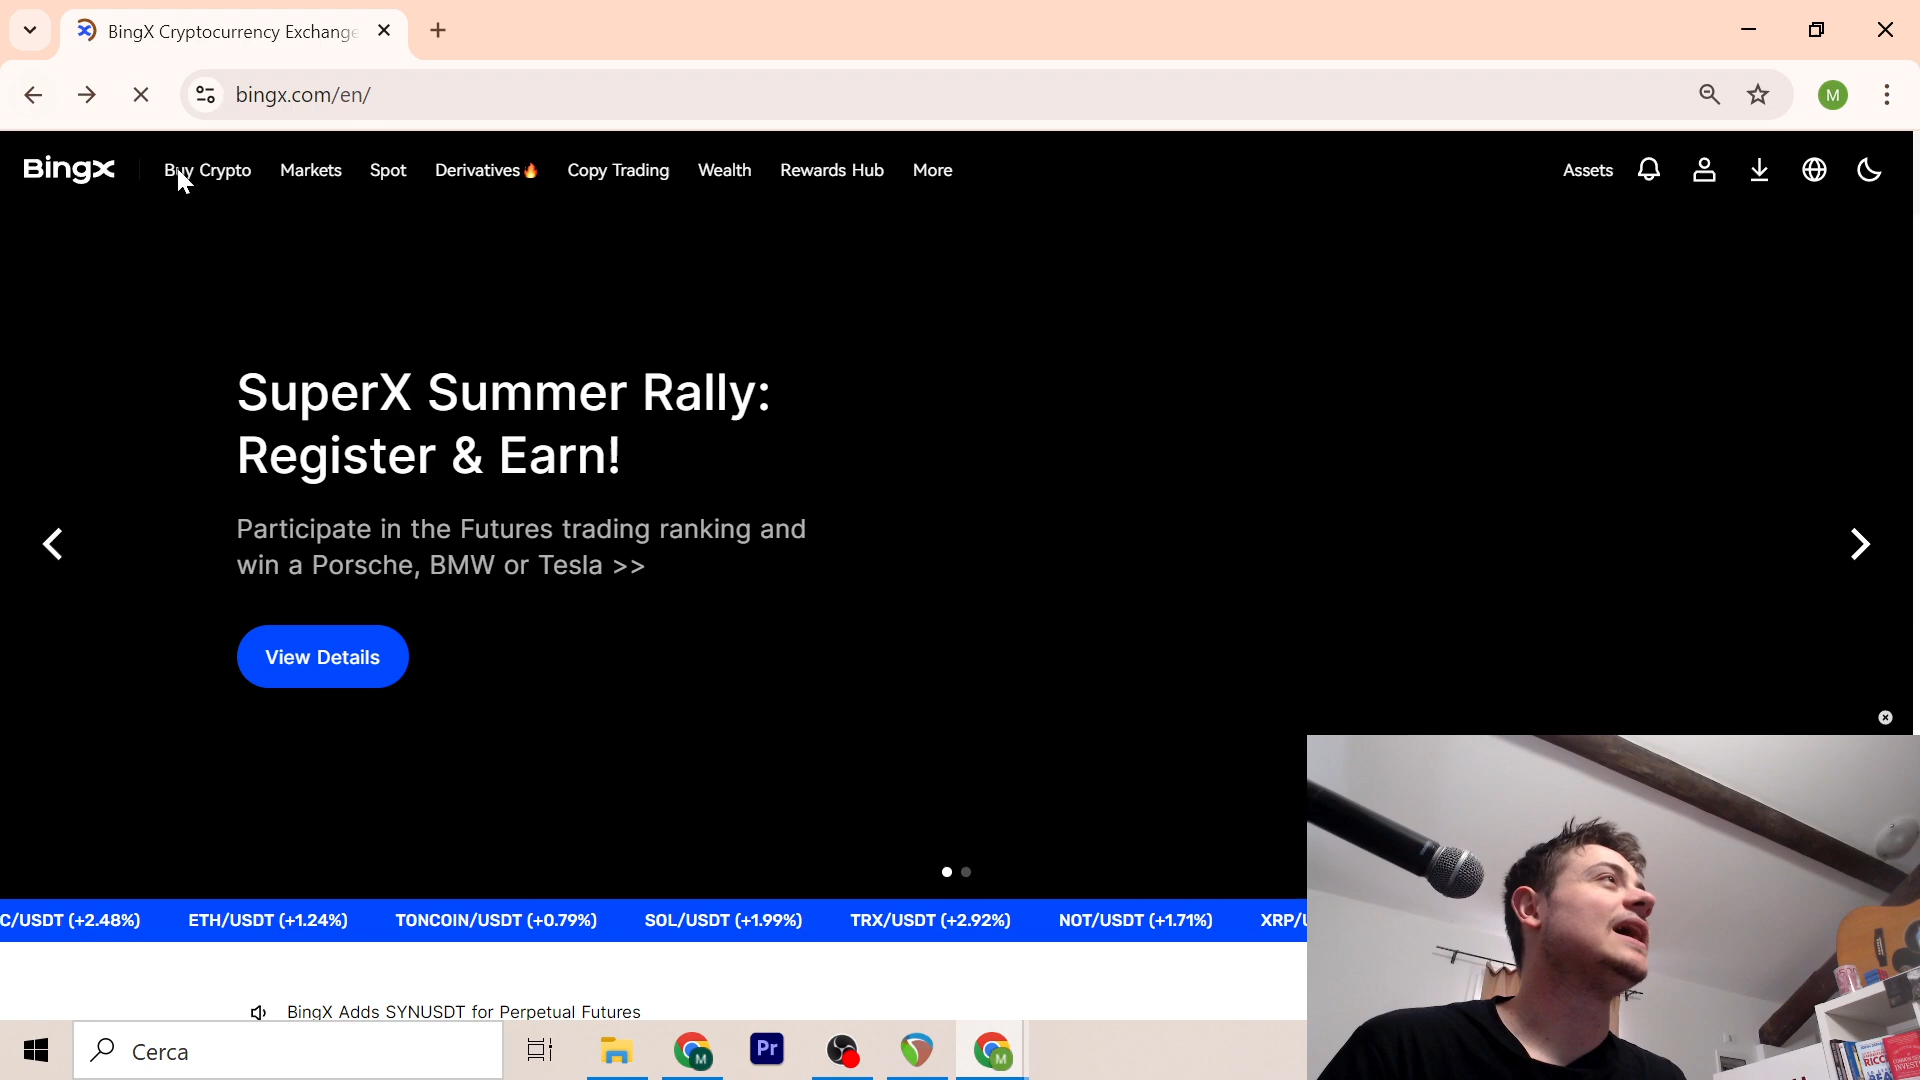 BingX Cryptocurrency Exchange
bingx.com/en/
M
BingX
Buy Crypto
Markets
Spot
Derivatives🔥
Copy Trading
Wealth
Rewards Hub
More
Assets
SuperX Summer Rally:
Register & Earn!
Participate in the Futures trading ranking and
win a Porsche, BMW or Tesla >>
View Details
C/USDT (+2.48%)
ETH/USDT (+1.24%)
TONCOIN/USDT (+0.79%)
SOL/USDT (+1.99%)
TRX/USDT (+2.92%)
NOT/USDT (+1.71%)
XRP/
BingX Adds SYNUSDT for Perpetual Futures
Cerca
M
Pr
M